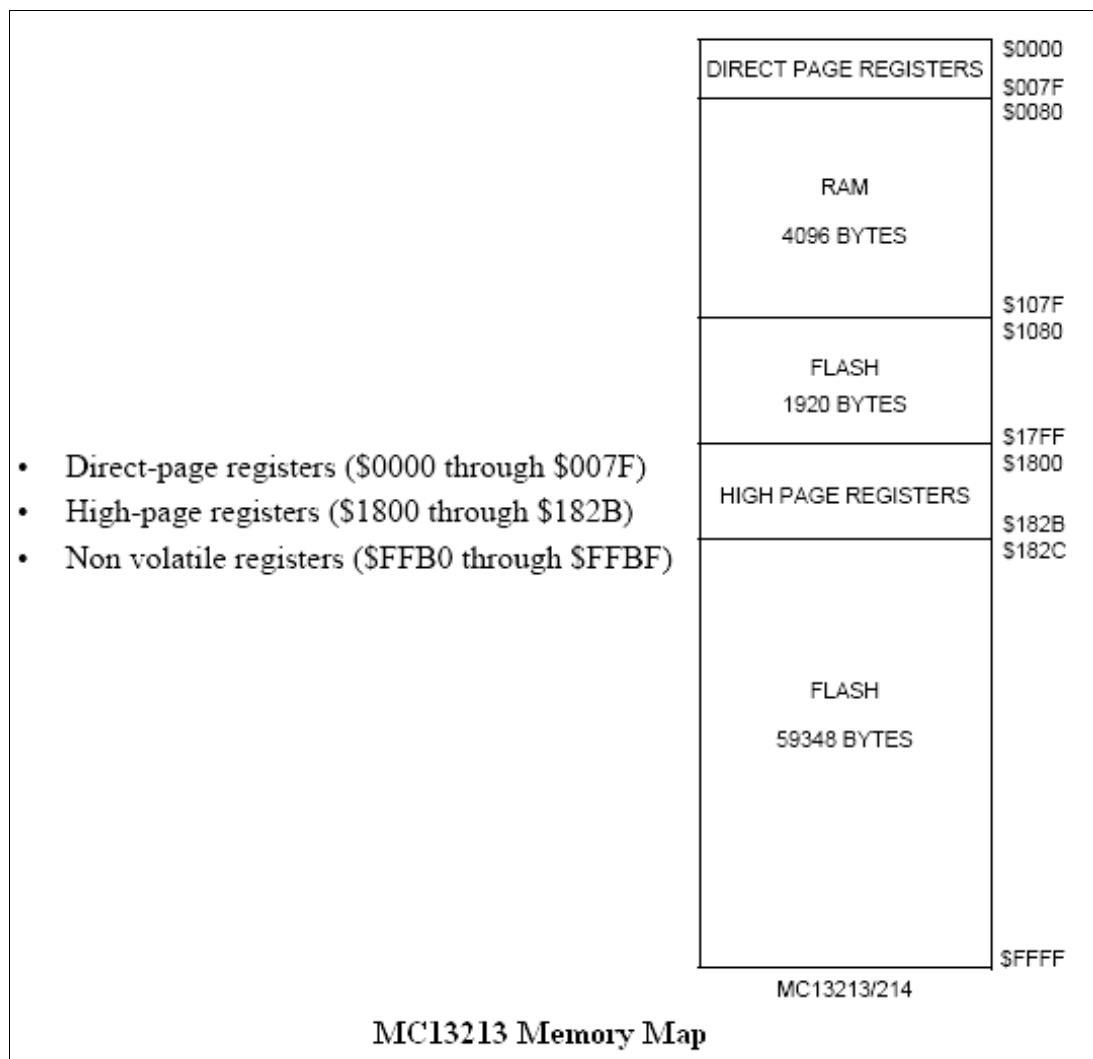 DIRECT PAGE REGISTERS
$0000
$007F
$0080
RAM
4096 BYTES
$107F
$1080
FLASH
1920 BYTES
$17FF
$1800
HIGH PAGE REGISTERS
$182B
$182C
FLASH
59348 BYTES
$FFFF
MC13213/214
• Direct-page registers ($0000 through $007F)
• High-page registers ($1800 through $182B)
• Non volatile registers ($FFB0 through $FFBF)
MC13213 Memory Map